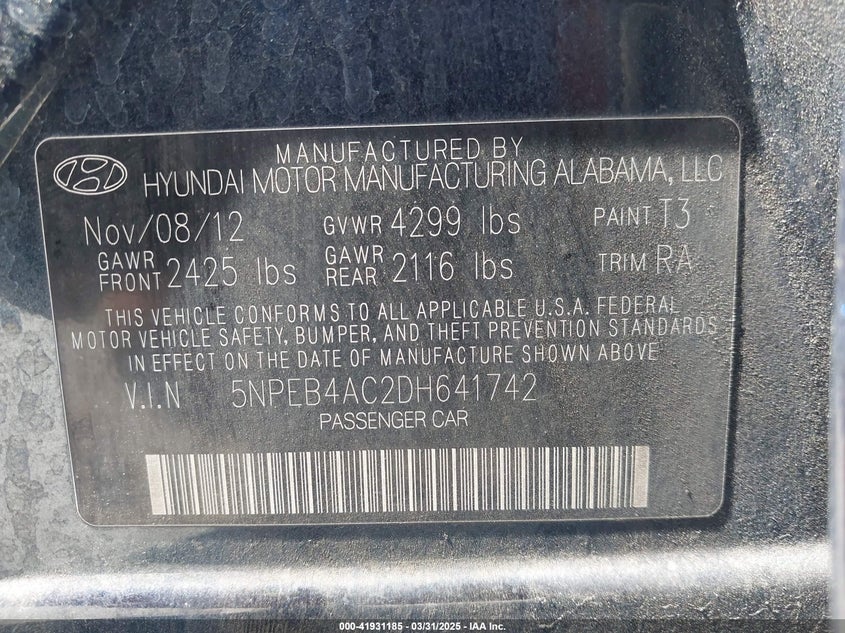 MANUFACTURED BY
HYUNDAI MOTOR MANUFACTURING ALABAMA, LLC
Nov/08/12 GVWR 4299 lbs PAINT T3
GAWR FRONT 2425 lbs GAWR REAR 2116 lbs TRIM RA
THIS VEHICLE CONFORMS TO ALL APPLICABLE U.S.A. FEDERAL
MOTOR VEHICLE SAFETY, BUMPER, AND THEFT PREVENTION STANDARDS
IN EFFECT ON THE DATE OF MANUFACTURE SHOWN ABOVE
V.I.N 5NPEB4AC2DH641742
PASSENGER CAR
000-41931185 - 03/31/2025 - IAA Inc.